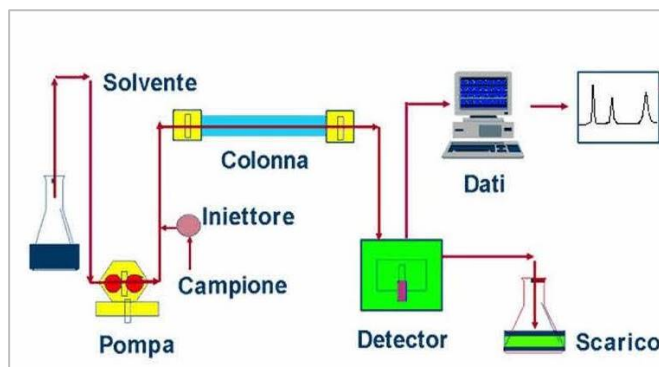 Solvente
Colonna
Dati
Iniettore
Campione
Pompa
Detector
Scarico